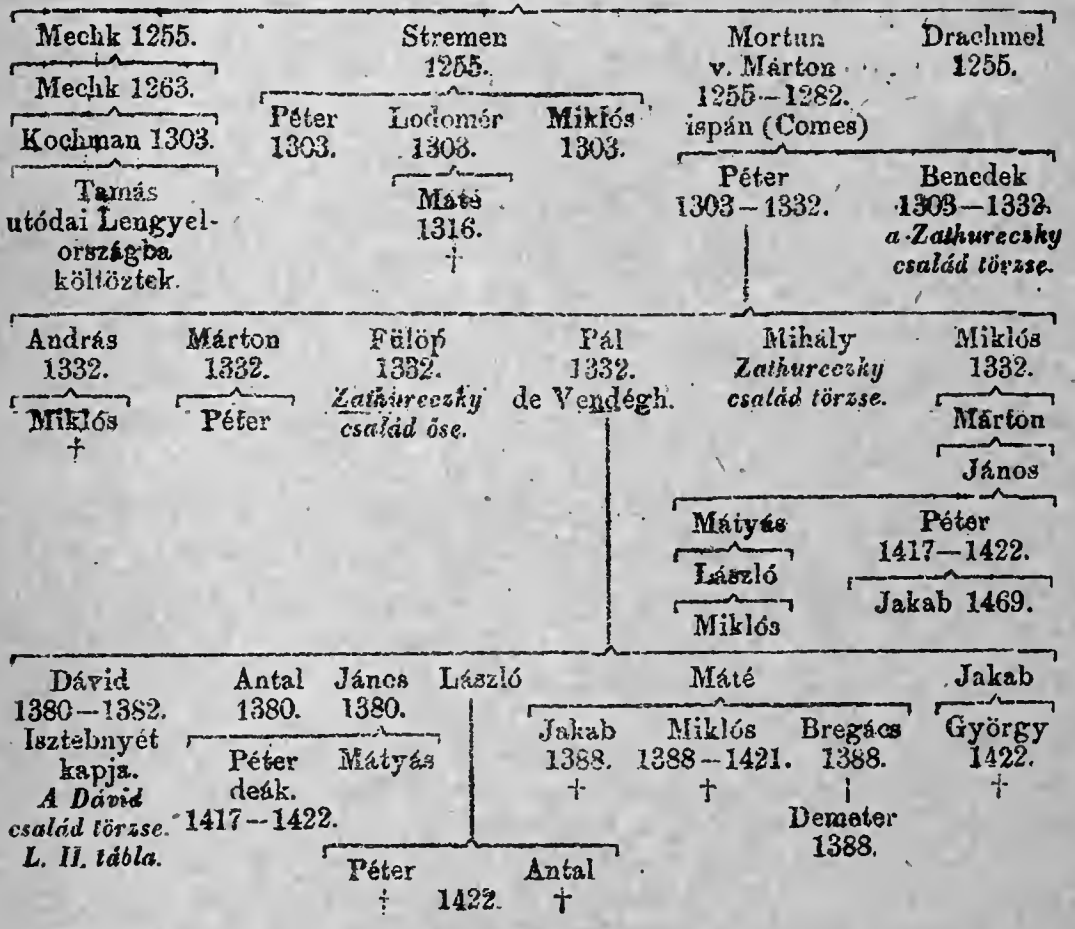 Mechk 1255. Stremen Mortun Drachmel
1255. v. Márton 1255.
Mechk 1263. 1255–1282.
Péter Lodomér Miklós ispán (Comes)
Kochman 1303. 1303. 1303. 1303.
Péter Benedek
Tamás Máté 1303–1332. 1303–1332.
utódai Lengyel- 1316. a Zathureczky
országba † család törzse.
költöztek.
András Márton Fülöp Pál Mihály Miklós
1332. 1332. 1332. 1332. Zathureczky 1332.
Zathureczky de Vendégh. család törzse.
Miklós Péter család őse. Márton
†
János
Mátyás Péter
1417–1422.
László
Jakab 1469.
Miklós
Dávid Antal János László Máté Jakab
1380–1382. 1380. 1380.
Isztebnyét Jakab Miklós Bregács György
kapja. Péter Mátyás 1388. 1388–1421. 1388. 1422.
A Dávid deák. † † †
család törzse. 1417–1422. Demeter
L. II. tábla. 1388.
Péter Antal
† 1422. †